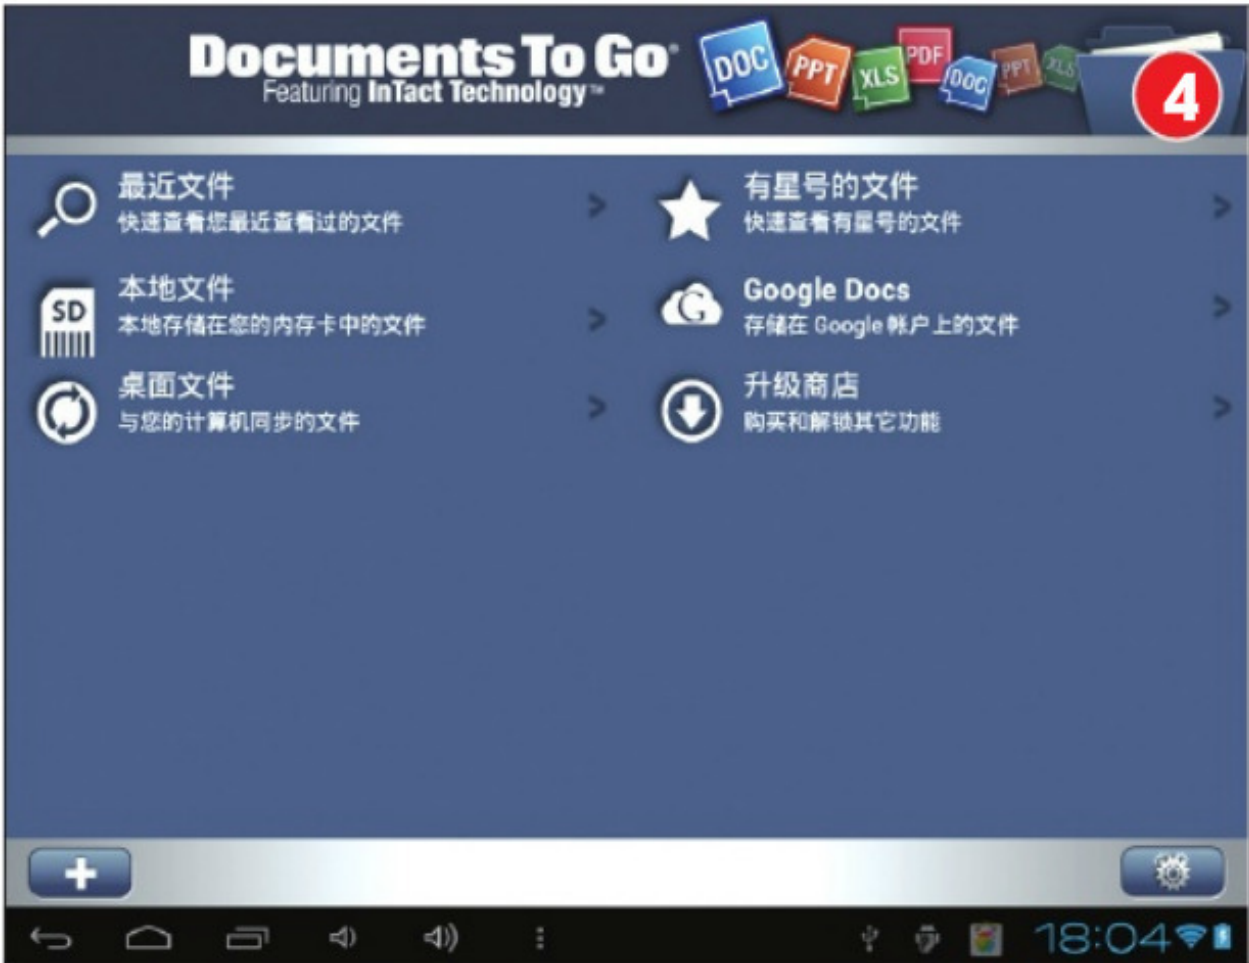 Documents To Go®
Featuring InTact Technology™
DOC PPT XLS PDF DOC PPT XLS
4
最近文件
快速查看您最近查看过的文件
有星号的文件
快速查看有星号的文件
SD
本地文件
本地存储在您的内存卡中的文件
G
Google Docs
存储在 Google 帐户上的文件
桌面文件
与您的计算机同步的文件
升级商店
购买和解锁其它功能
18:04